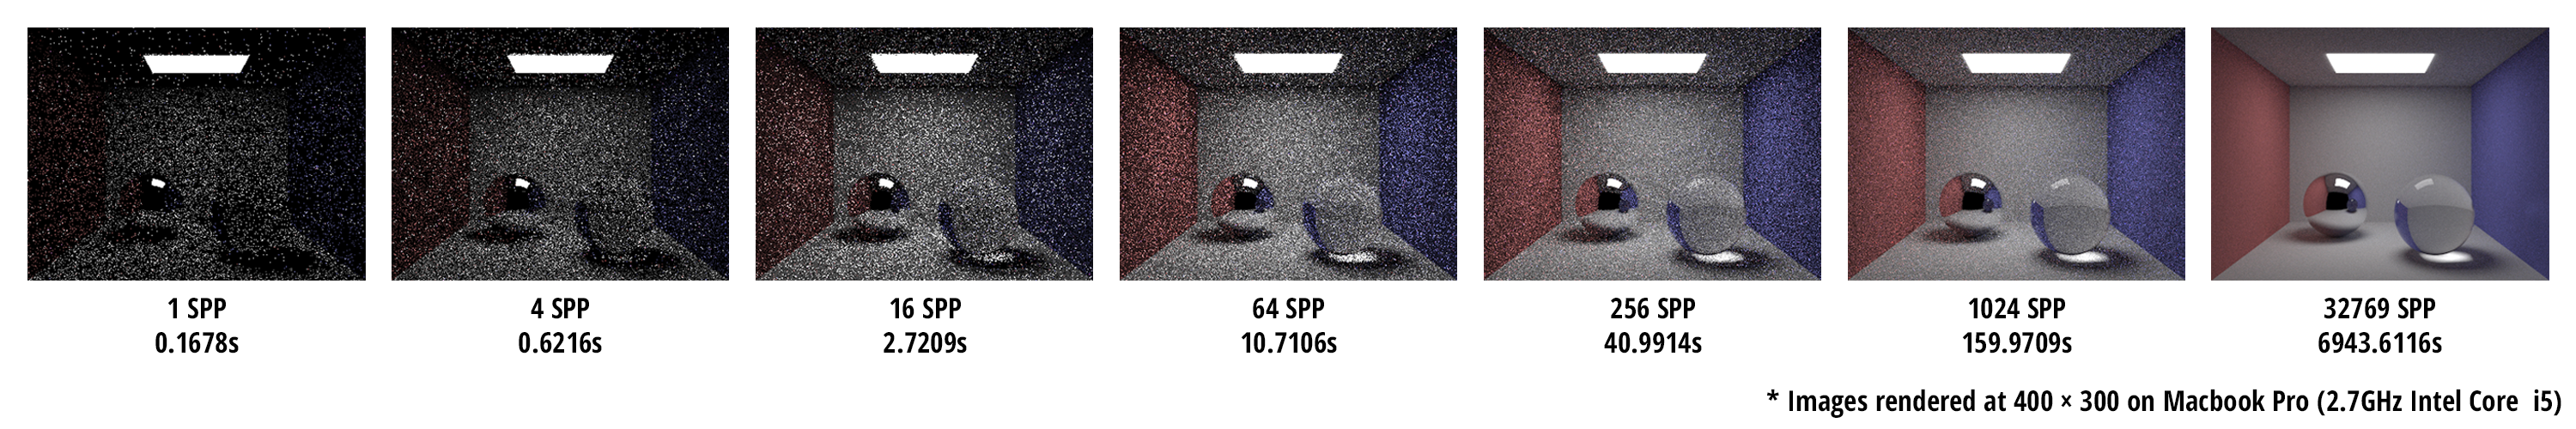 1 SPP
0.1678s
4 SPP
0.6216s
16 SPP
2.7209s
64 SPP
10.7106s
256 SPP
40.9914s
1024 SPP
159.9709s
32769 SPP
6943.6116s
* Images rendered at 400 × 300 on Macbook Pro (2.7GHz Intel Core i5)